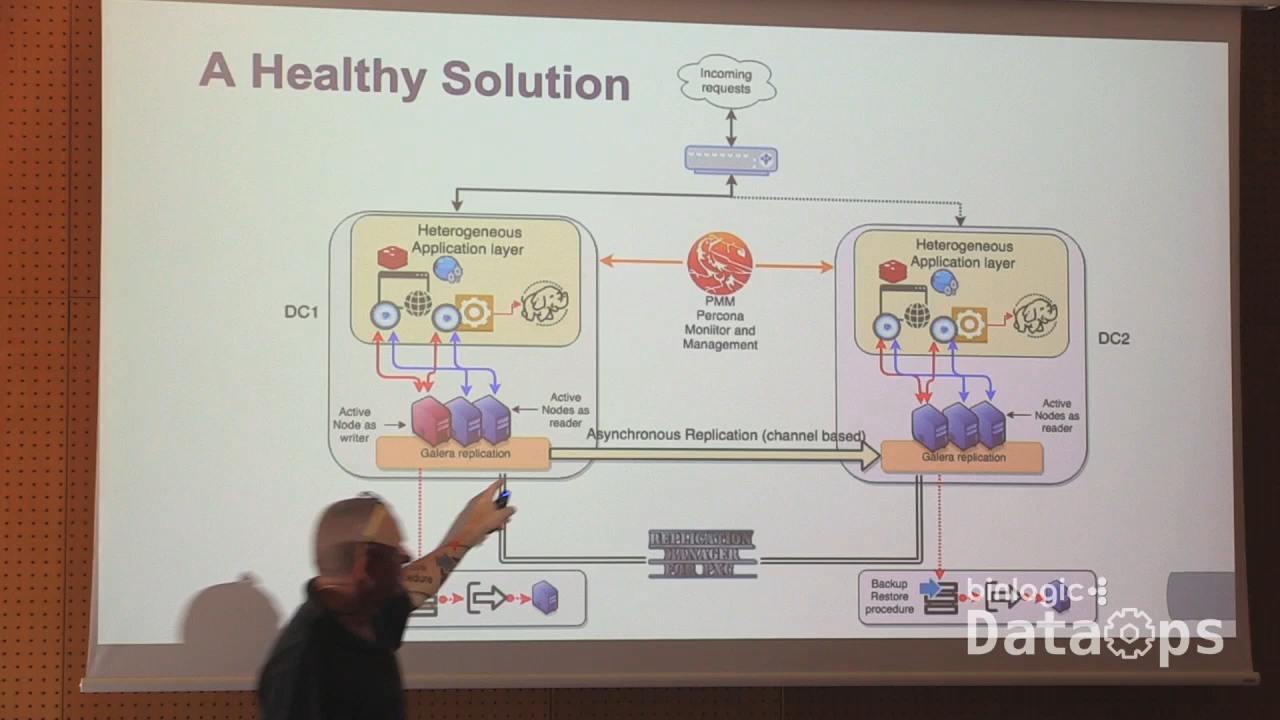 A Healthy Solution
Incoming
requests
Heterogeneous
Application layer
Heterogeneous
Application layer
DC1
PMM
Percona
Moniitor and
Management
DC2
Active
Node as
writer
Active
Nodes as
reader
Active
Nodes as
reader
Asynchronous Replication (channel based)
Galera replication
Galera replication
REPLICATION
MANAGER
FOR PXC
Backup
Restore
procedure
binlogic
DataOps